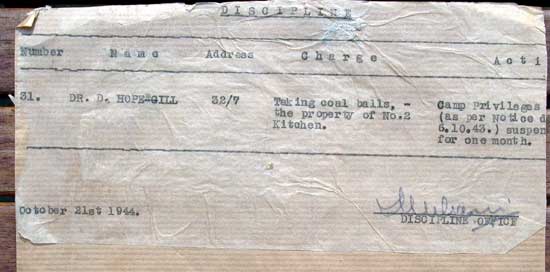 DISCIPLINE
Number Name Address Charge Acti
31. DR. D. HOPE-GILL 32/7 Taking coal balls, - Camp Privileges
the property of No.2 (as per Notice d
Kitchen. 6.10.43.) suspen
for one month.
October 21st 1944.
DISCIPLINE OFFICE